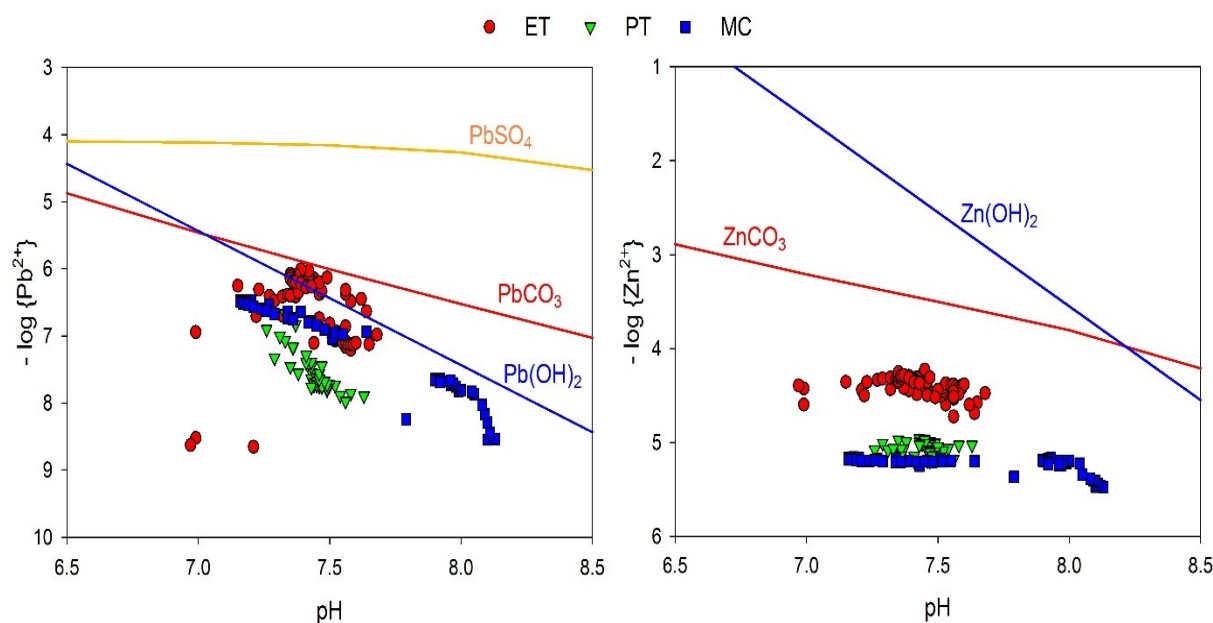 ET PT MC
3
4
5
6
7
8
9
10
- log {Pb²⁺}
PbSO₄
PbCO₃
Pb(OH)₂
6.5 7.0 7.5 8.0 8.5
pH
1
2
3
4
5
6
- log {Zn²⁺}
Zn(OH)₂
ZnCO₃
6.5 7.0 7.5 8.0 8.5
pH